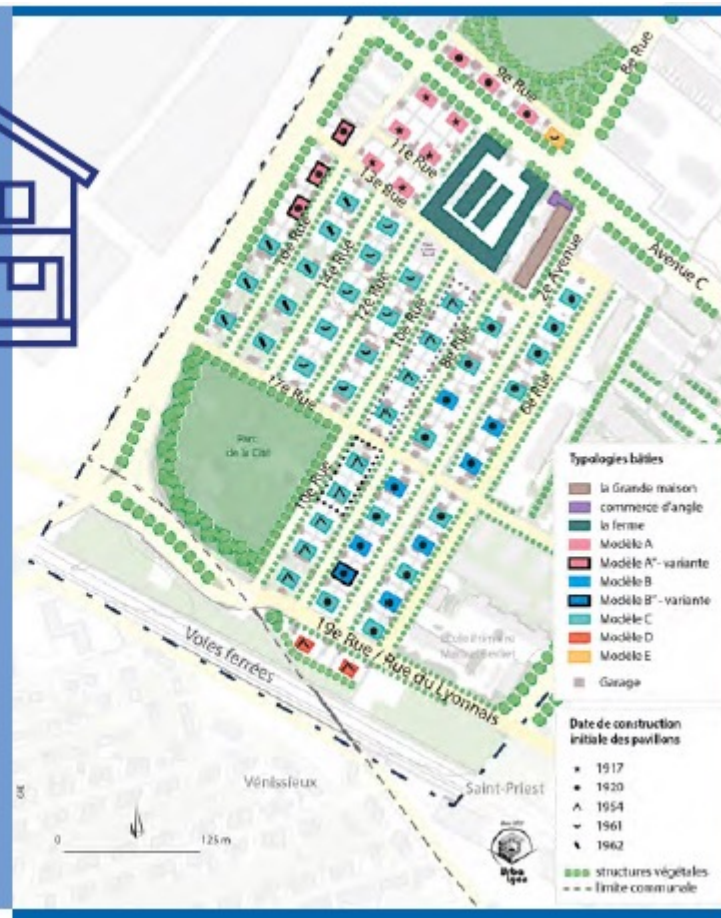 8e Rue
9e Rue
11e Rue
13e Rue
Avenue C
2e Avenue
16e Rue
14e Rue
12e Rue
10e Rue
8e Rue
6e Rue
17e Rue
Parc
de la Cité
10e Rue
19e Rue / Rue du Lyonnais
École Primaire
Voies ferrées
Vénissieux
Saint-Priest
0 125 m
Urba
lyon
Typologies bâties
la Grande maison
commerce d'angle
la ferme
Modèle A
Modèle A" - variante
Modèle B
Modèle B" - variante
Modèle C
Modèle D
Modèle E
Garage
Date de construction
initiale des pavillons
1917
1920
1954
1961
1962
structures végétales
limite communale